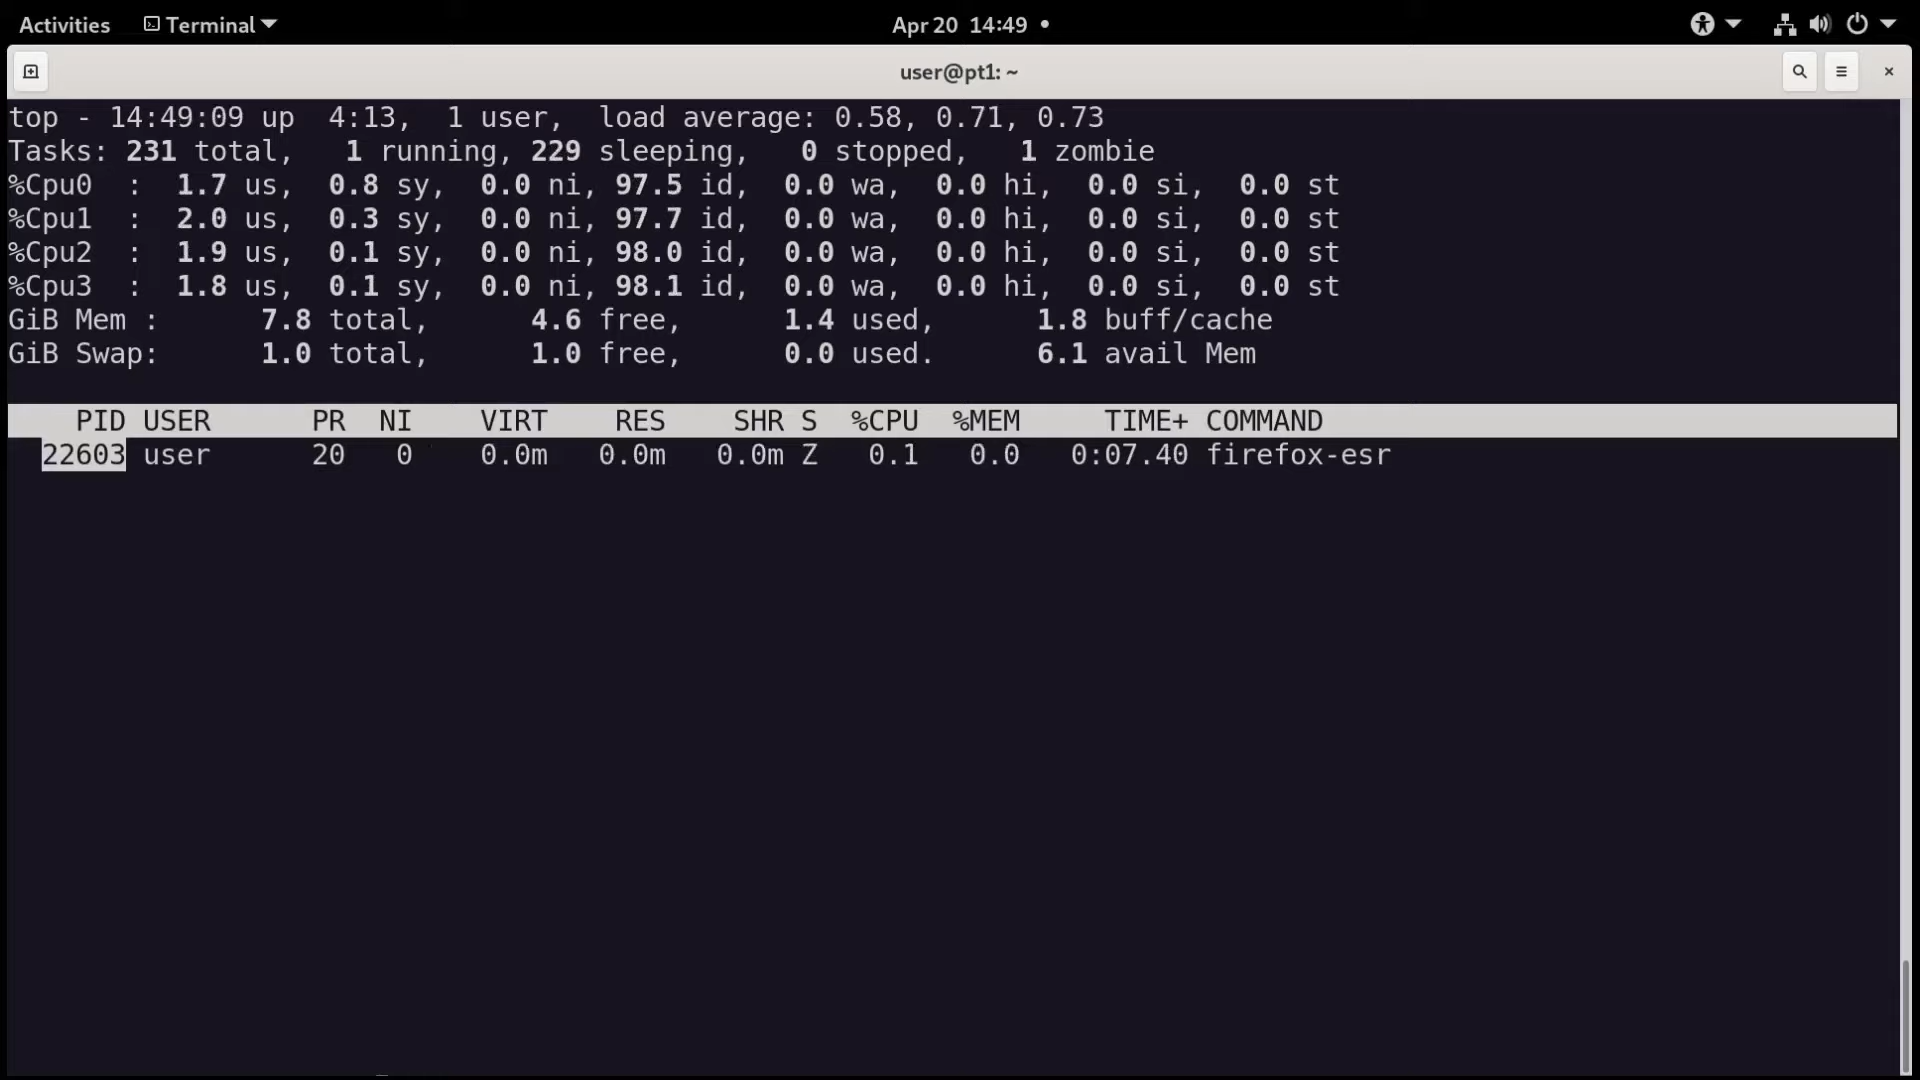 Activities Terminal Apr 20 14:49
user@pt1: ~
top - 14:49:09 up  4:13,  1 user,  load average: 0.58, 0.71, 0.73
Tasks: 231 total,   1 running, 229 sleeping,   0 stopped,   1 zombie
%Cpu0  :  1.7 us,  0.8 sy,  0.0 ni, 97.5 id,  0.0 wa,  0.0 hi,  0.0 si,  0.0 st
%Cpu1  :  2.0 us,  0.3 sy,  0.0 ni, 97.7 id,  0.0 wa,  0.0 hi,  0.0 si,  0.0 st
%Cpu2  :  1.9 us,  0.1 sy,  0.0 ni, 98.0 id,  0.0 wa,  0.0 hi,  0.0 si,  0.0 st
%Cpu3  :  1.8 us,  0.1 sy,  0.0 ni, 98.1 id,  0.0 wa,  0.0 hi,  0.0 si,  0.0 st
GiB Mem :      7.8 total,      4.6 free,      1.4 used,      1.8 buff/cache
GiB Swap:      1.0 total,      1.0 free,      0.0 used.      6.1 avail Mem
PID USER      PR  NI    VIRT    RES    SHR S  %CPU  %MEM     TIME+ COMMAND
22603 user      20   0    0.0m   0.0m   0.0m Z   0.1   0.0   0:07.40 firefox-esr